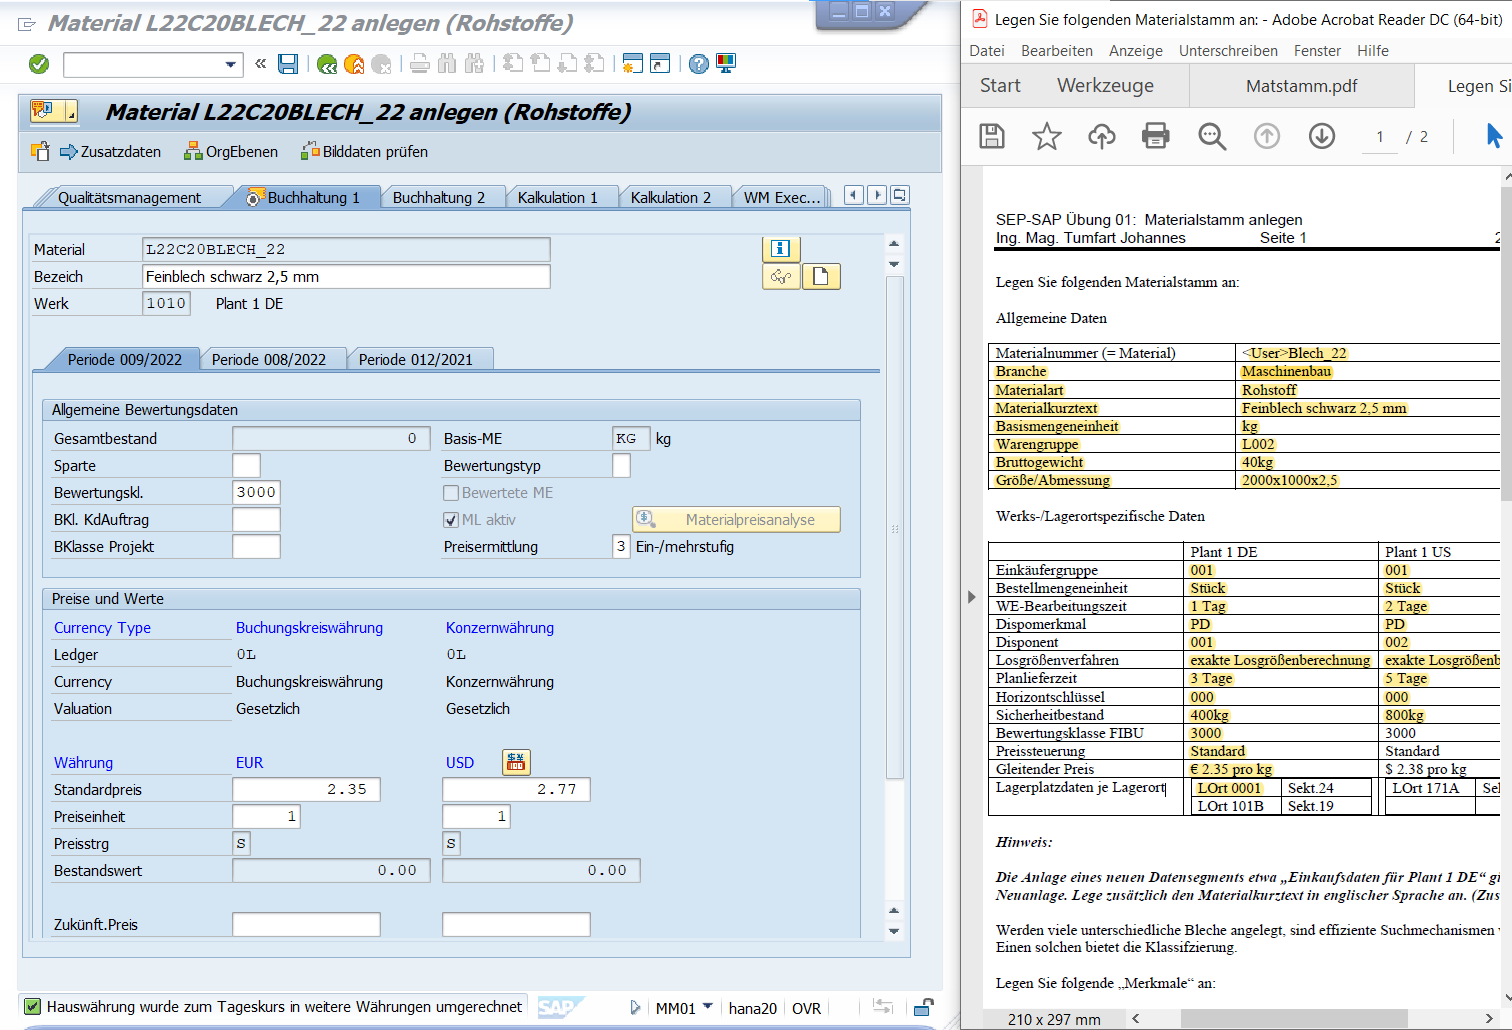 Material L22C20BLECH_22 anlegen (Rohstoffe)
Material L22C20BLECH_22 anlegen (Rohstoffe)
Zusatzdaten OrgEbenen Bilddaten prüfen
Qualitätsmanagement Buchhaltung 1 Buchhaltung 2 Kalkulation 1 Kalkulation 2 WM Exec...
Material L22C20BLECH_22
Bezeich Feinblech schwarz 2,5 mm
Werk 1010 Plant 1 DE
Periode 009/2022 Periode 008/2022 Periode 012/2021
Allgemeine Bewertungsdaten
Gesamtbestand 0 Basis-ME KG kg
Sparte Bewertungstyp
Bewertungskl. 3000 Bewertete ME
BKl. KdAuftrag ML aktiv Materialpreisanalyse
BKlasse Projekt Preisermittlung 3 Ein-/mehrstufig
Preise und Werte
Currency Type Buchungskreiswährung Konzernwährung
Ledger 0L 0L
Currency Buchungskreiswährung Konzernwährung
Valuation Gesetzlich Gesetzlich
Währung EUR USD
Standardpreis 2.35 2.77
Preiseinheit 1 1
Preisstrg S S
Bestandswert 0.00 0.00
Zukünft.Preis
Hauswährung wurde zum Tageskurs in weitere Währungen umgerechnet SAP MM01 hana20 OVR
Legen Sie folgenden Materialstamm an: - Adobe Acrobat Reader DC (64-bit)
Datei Bearbeiten Anzeige Unterschreiben Fenster Hilfe
Start Werkzeuge Matstamm.pdf Legen Si
1 / 2
SEP-SAP Übung 01: Materialstamm anlegen
Ing. Mag. Tumfart Johannes Seite 1 2
Legen Sie folgenden Materialstamm an:
Allgemeine Daten
Materialnummer (= Material) <User>Blech_22
Branche Maschinenbau
Materialart Rohstoff
Materialkurztext Feinblech schwarz 2,5 mm
Basismengeneinheit kg
Warengruppe L002
Bruttogewicht 40kg
Größe/Abmessung 2000x1000x2,5
Werks-/Lagerortspezifische Daten
Plant 1 DE Plant 1 US
Einkäufergruppe 001 001
Bestellmengeneinheit Stück Stück
WE-Bearbeitungszeit 1 Tag 2 Tage
Dispomerkmal PD PD
Disponent 001 002
Losgrößenverfahren exakte Losgrößenberechnung exakte Losgrößenb
Planlieferzeit 3 Tage 5 Tage
Horizontschlüssel 000 000
Sicherheitbestand 400kg 800kg
Bewertungsklasse FIBU 3000 3000
Preissteuerung Standard Standard
Gleitender Preis € 2.35 pro kg $ 2.38 pro kg
Lagerplatzdaten je Lagerort LOrt 0001 Sekt.24 LOrt 171A Sel
LOrt 101B Sekt.19
Hinweis:
Die Anlage eines neuen Datensegments etwa „Einkaufsdaten für Plant 1 DE“ gi
Neuanlage. Lege zusätzlich den Materialkurztext in englischer Sprache an. (Zus
Werden viele unterschiedliche Bleche angelegt, sind effiziente Suchmechanismen
Einen solchen bietet die Klassifzierung.
Legen Sie folgende „Merkmale“ an:
210 x 297 mm